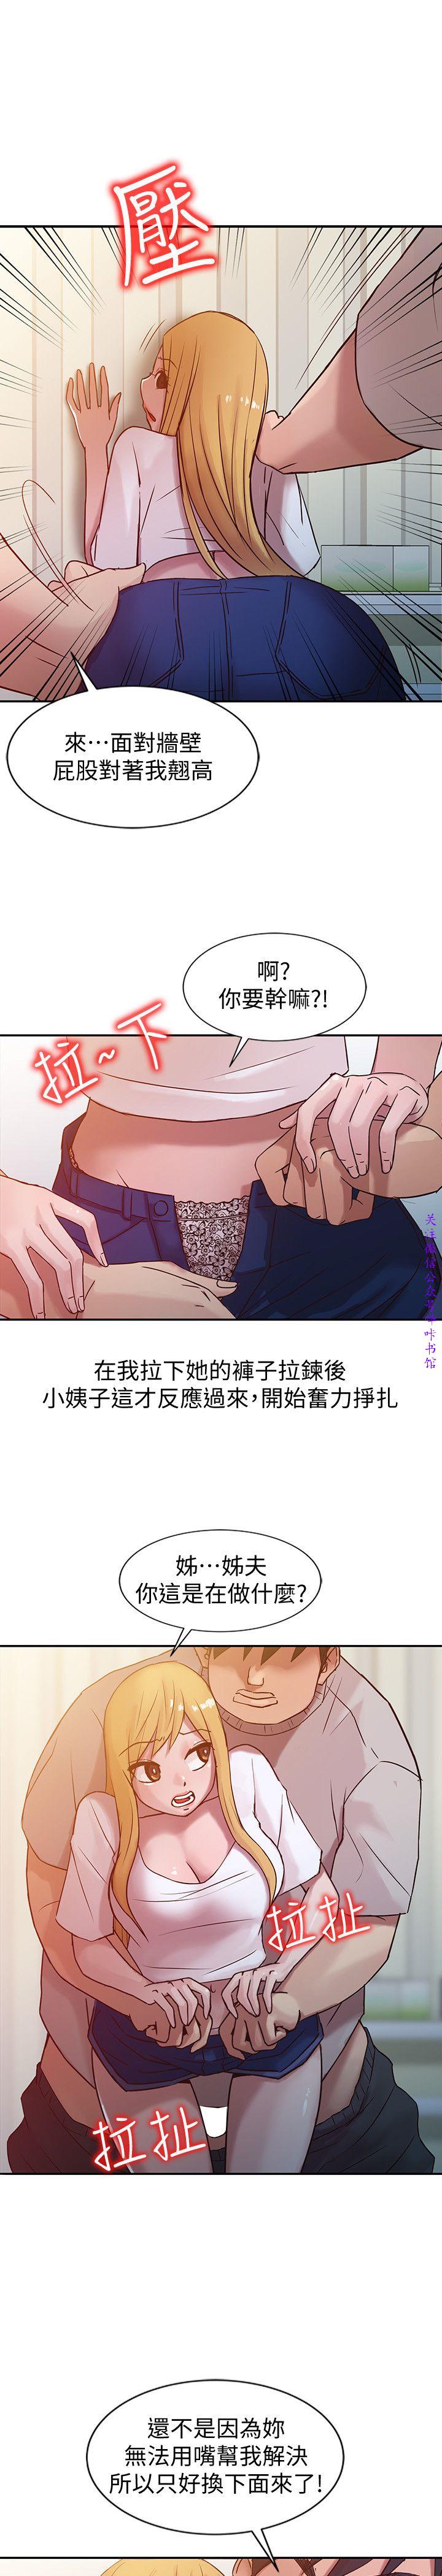 壓
來…面對牆壁
屁股對著我翹高
啊?
你要幹嘛?!
拉~下
在我拉下她的褲子拉鍊後
小姨子這才反應過來,開始奮力掙扎
姊…姊夫
你這是在做什麼?
拉扯
拉扯
還不是因為妳
無法用嘴幫我解決
所以只好換下面來了!